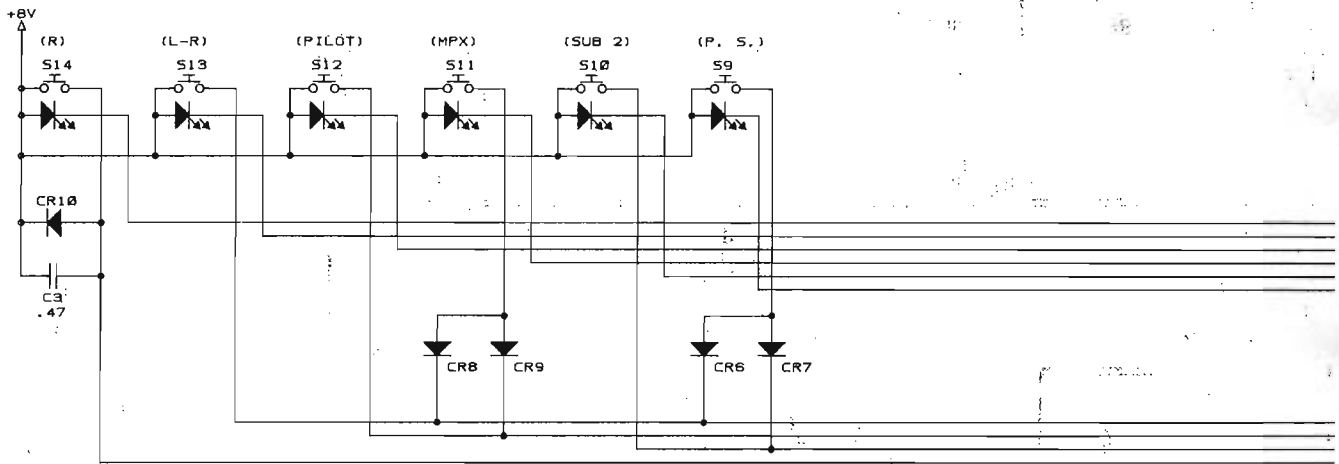 +8V
(R) (L-R) (PILOT) (MPX) (SUB 2) (P. S.)
S14 S13 S12 S11 S10 S9
CR10
C3
.47
CR8 CR9 CR6 CR7